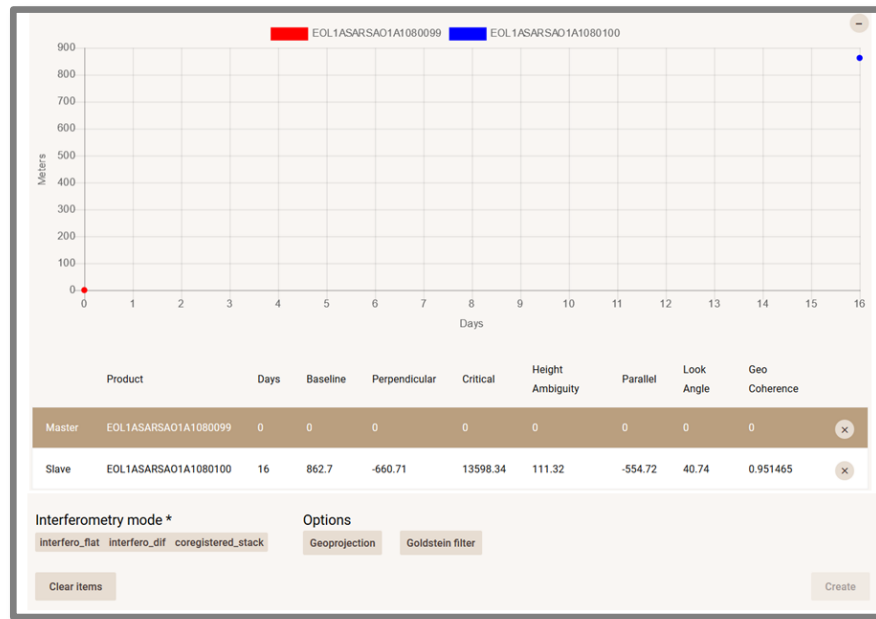 EOL1ASARSAO1A1080099 EOL1ASARSAO1A1080100 −
900
800
700
600
500
400
300
200
100
0
Meters
0 1 2 3 4 5 6 7 8 9 10 11 12 13 14 15 16
Days
Product Days Baseline Perpendicular Critical Height Ambiguity Parallel Look Angle Geo Coherence
Master EOL1ASARSAO1A1080099 0 0 0 0 0 0 0 0 ×
Slave EOL1ASARSAO1A1080100 16 862.7 -660.71 13598.34 111.32 -554.72 40.74 0.951465 ×
Interferometry mode * Options
interfero_flat interfero_dif coregistered_stack Geoprojection Goldstein filter
Clear items Create